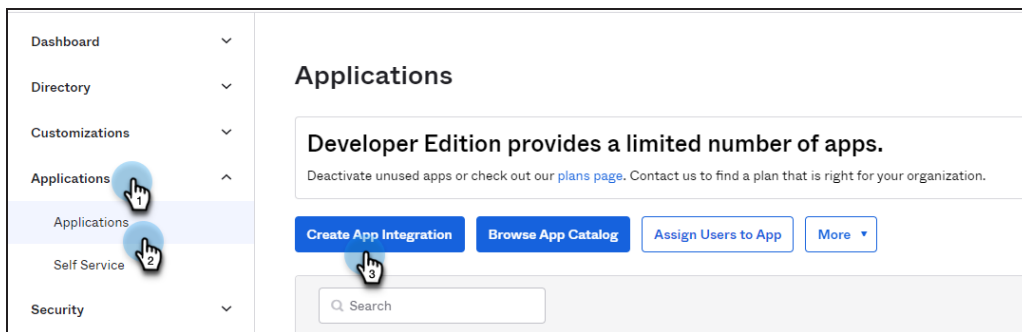 Dashboard
Directory
Customizations
Applications
1
Applications
2
Self Service
Security
Applications
Developer Edition provides a limited number of apps.
Deactivate unused apps or check out our plans page. Contact us to find a plan that is right for your organization.
Create App Integration Browse App Catalog Assign Users to App More
3
Search